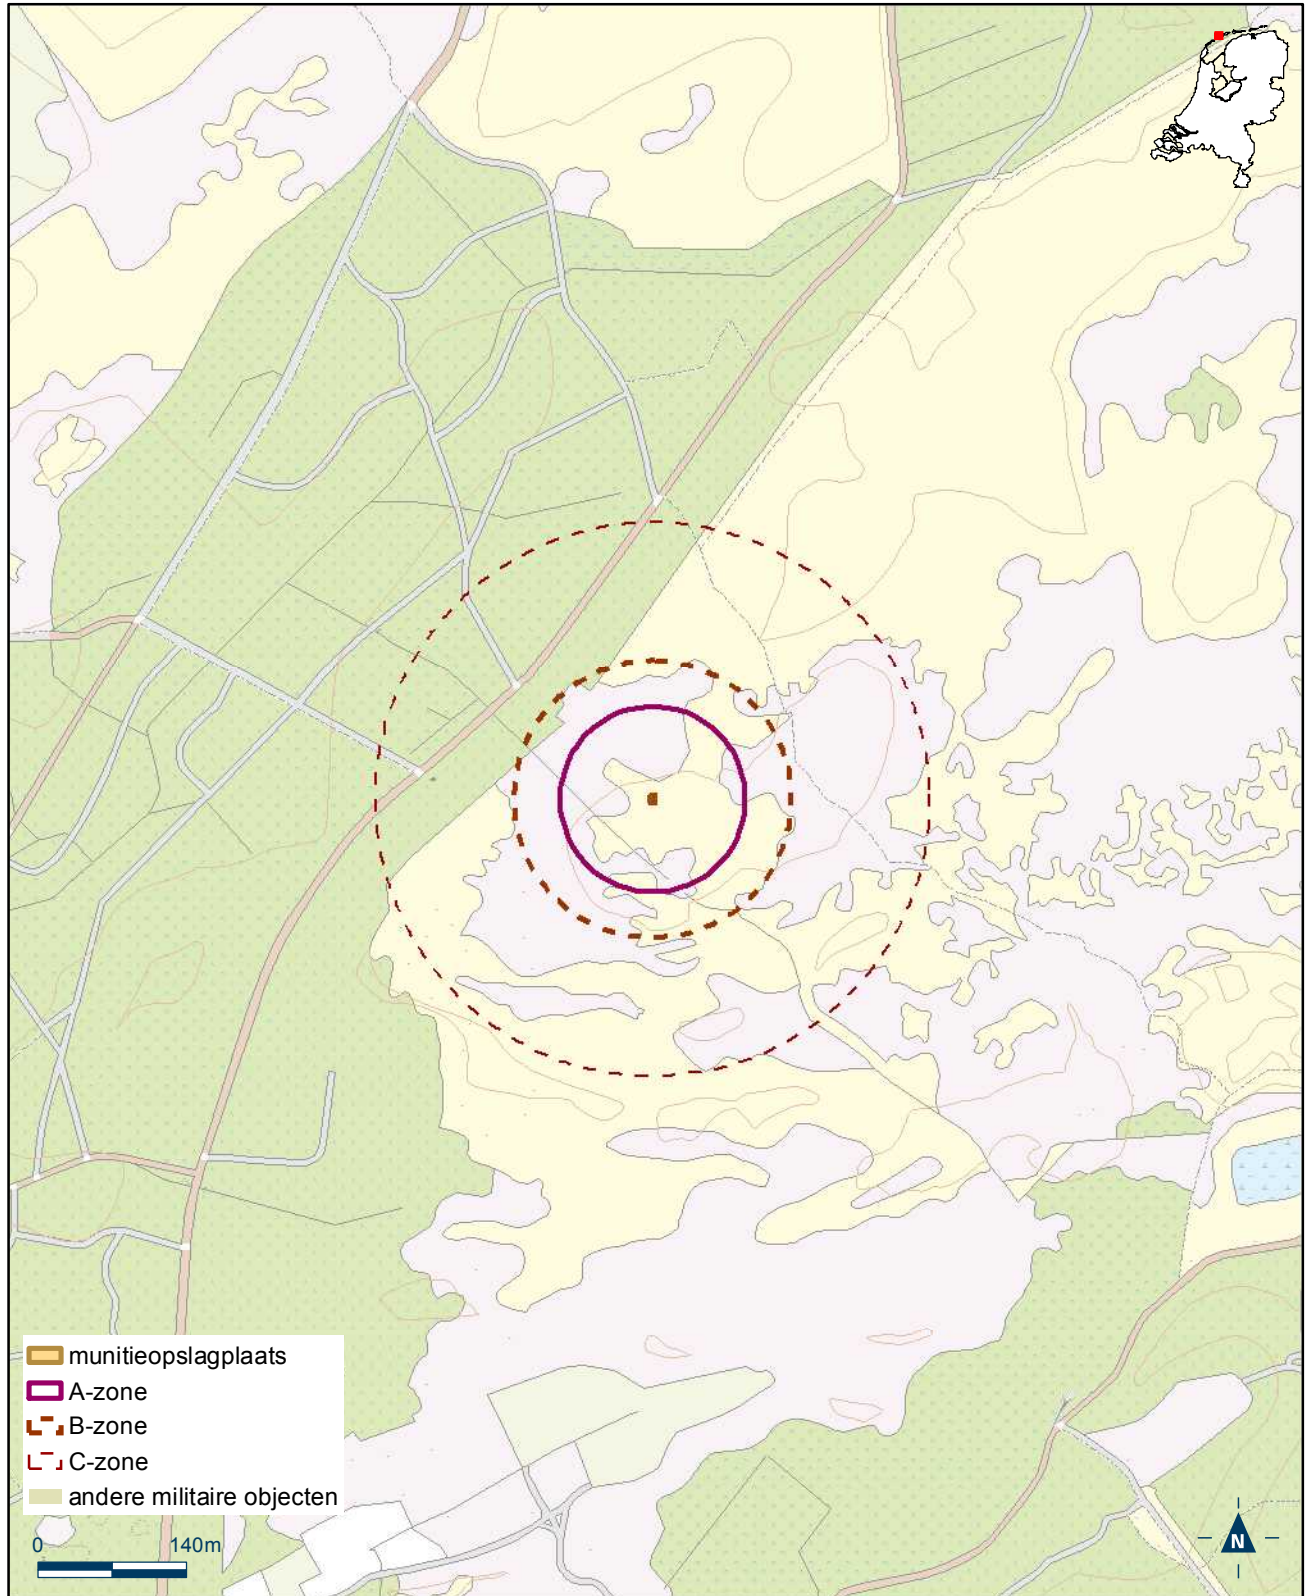 munitieopslagplaats
A-zone
B-zone
C-zone
andere militaire objecten
0 140m
N